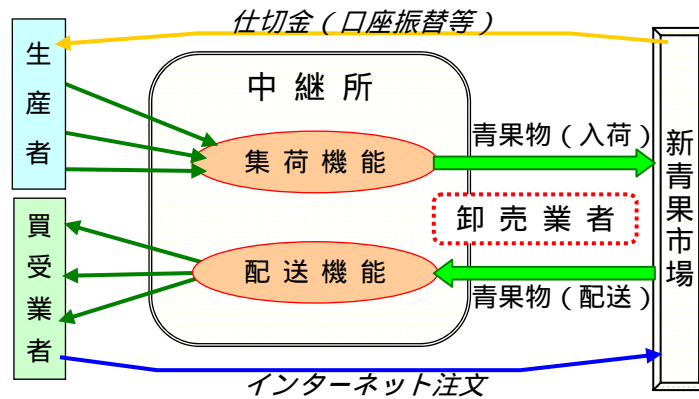 仕切金（口座振替等）
生産者
中継所
集荷機能
青果物（入荷）
新青果市場
卸売業者
買受業者
配送機能
青果物（配送）
インターネット注文